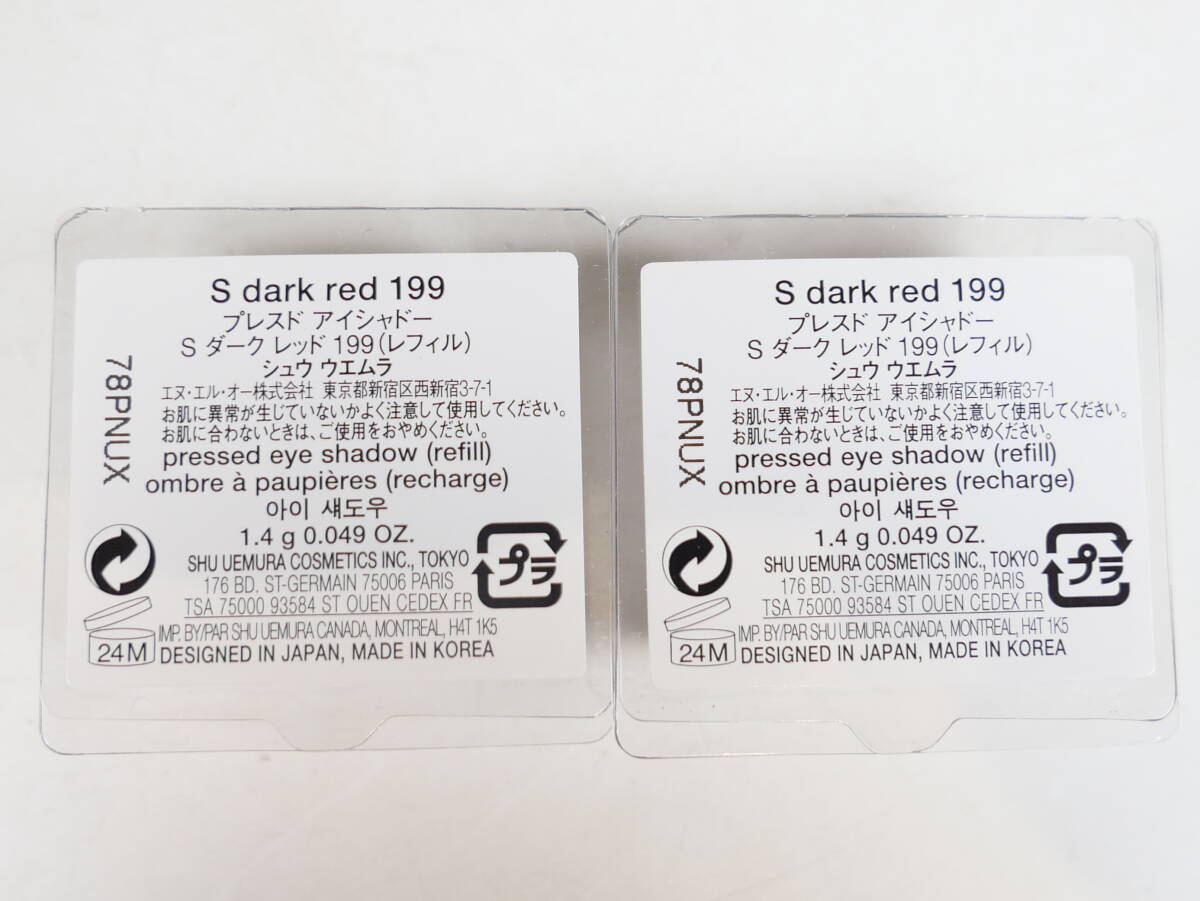 S dark red 199
プレスド アイシャドー
S ダーク レッド 199(レフィル)
シュウ ウエムラ
エヌ・エル・オー株式会社 東京都新宿区西新宿3-7-1
お肌に異常が生じていないかよく注意して使用してください。
お肌に合わないときは、ご使用をおやめください。
pressed eye shadow (refill)
ombre à paupières (recharge)
아이 섀도우
1.4 g 0.049 OZ.
SHU UEMURA COSMETICS INC., TOKYO
176 BD. ST-GERMAIN 75006 PARIS
TSA 75000 93584 ST OUEN CEDEX FR
IMP. BY/PAR SHU UEMURA CANADA, MONTREAL, H4T 1K5
DESIGNED IN JAPAN, MADE IN KOREA
78PNUX
プラ
24M
S dark red 199
プレスド アイシャドー
S ダーク レッド 199(レフィル)
シュウ ウエムラ
エヌ・エル・オー株式会社 東京都新宿区西新宿3-7-1
お肌に異常が生じていないかよく注意して使用してください。
お肌に合わないときは、ご使用をおやめください。
pressed eye shadow (refill)
ombre à paupières (recharge)
아이 섀도우
1.4 g 0.049 OZ.
SHU UEMURA COSMETICS INC., TOKYO
176 BD. ST-GERMAIN 75006 PARIS
TSA 75000 93584 ST OUEN CEDEX FR
IMP. BY/PAR SHU UEMURA CANADA, MONTREAL, H4T 1K5
DESIGNED IN JAPAN, MADE IN KOREA
78PNUX
プラ
24M